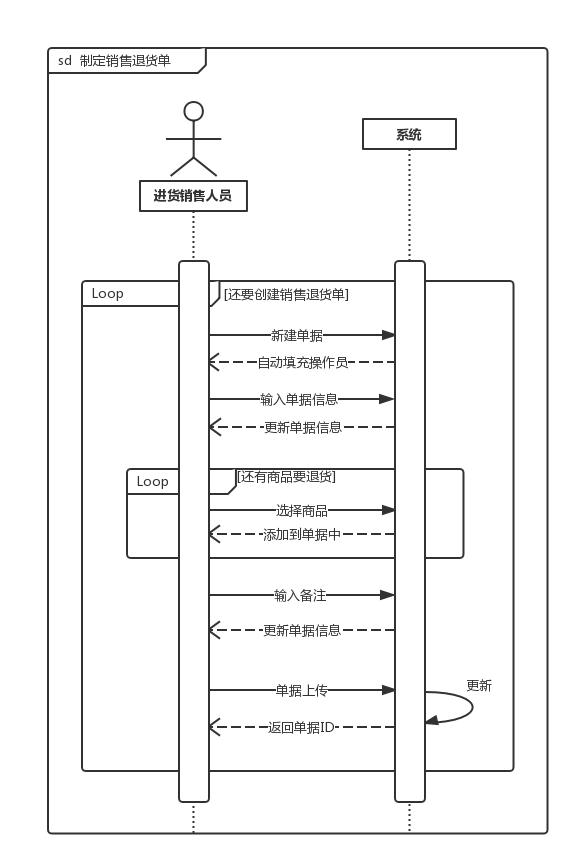 sd 制定销售退货单
系统
进货销售人员
Loop
[还要创建销售退货单]
新建单据
自动填充操作员
输入单据信息
更新单据信息
Loop
[还有商品要退货]
选择商品
添加到单据中
输入备注
更新单据信息
单据上传
更新
返回单据ID